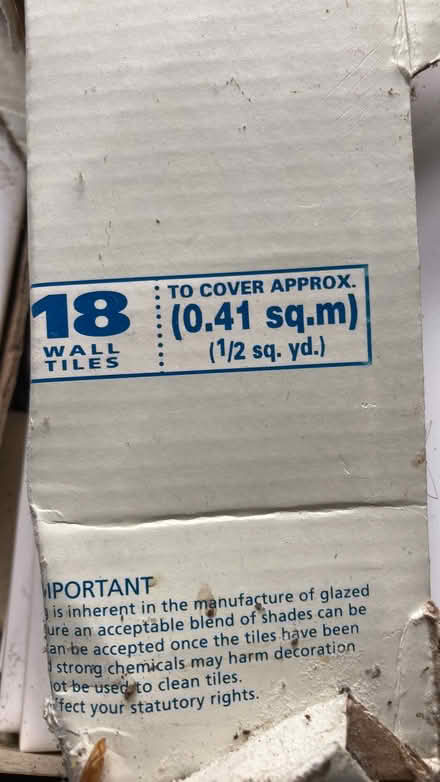 18
WALL
TILES
TO COVER APPROX.
(0.41 sq.m)
(1/2 sq. yd.)
IPORTANT
is inherent in the manufacture of glazed
ure an acceptable blend of shades can be
an be accepted once the tiles have been
strong chemicals may harm decoration
ot be used to clean tiles.
ffect your statutory rights.